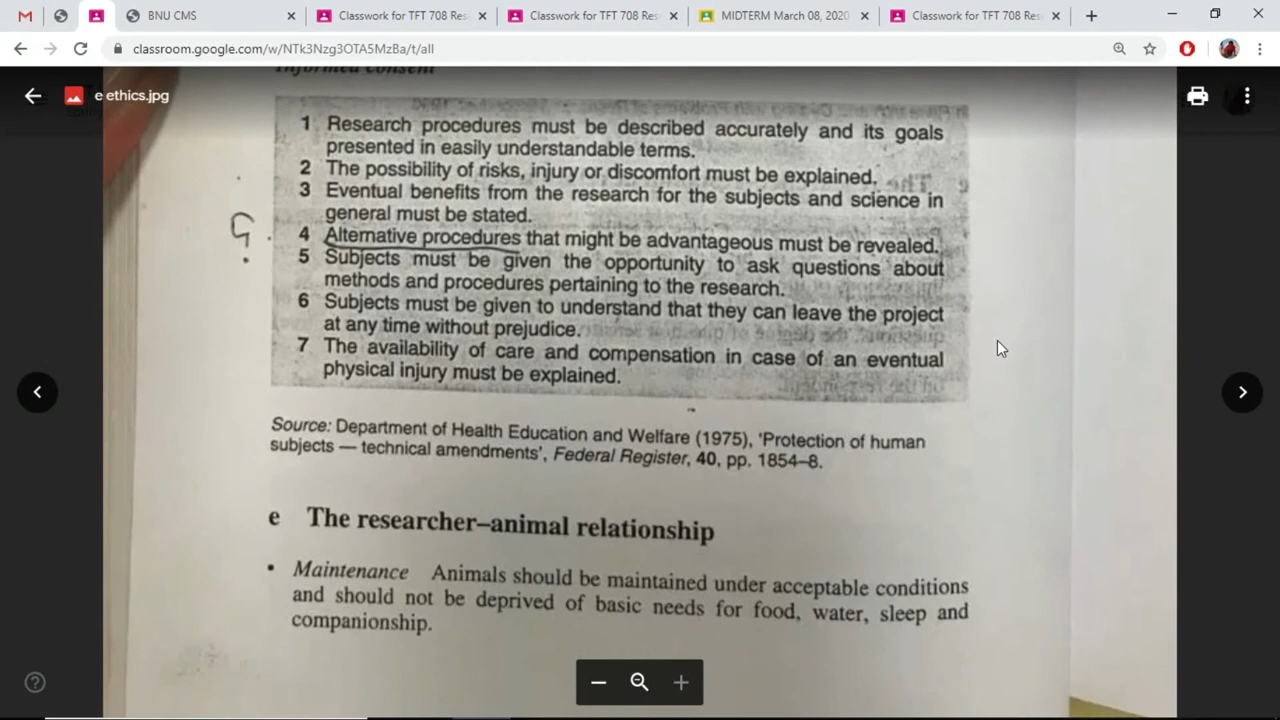 BNU CMS
Classwork for TFT 708 Res
Classwork for TFT 708 Res
MIDTERM March 08, 2020
Classwork for TFT 708 Res
classroom.google.com/w/NTk3Nzg3OTA5MzBa/t/all
e ethics.jpg
Informed consent
1 Research procedures must be described accurately and its goals
presented in easily understandable terms.
2 The possibility of risks, injury or discomfort must be explained.
3 Eventual benefits from the research for the subjects and science in
general must be stated.
4 Alternative procedures that might be advantageous must be revealed.
5 Subjects must be given the opportunity to ask questions about
methods and procedures pertaining to the research.
6 Subjects must be given to understand that they can leave the project
at any time without prejudice.
7 The availability of care and compensation in case of an eventual
physical injury must be explained.
Source: Department of Health Education and Welfare (1975), 'Protection of human
subjects — technical amendments', Federal Register, 40, pp. 1854–8.
e The researcher–animal relationship
• Maintenance Animals should be maintained under acceptable conditions
and should not be deprived of basic needs for food, water, sleep and
companionship.